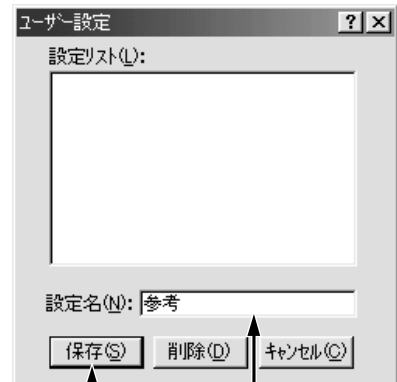 ユーザー設定 ? ×
設定リスト(L):
設定名(N): 参考
保存(S) 削除(D) キャンセル(C)